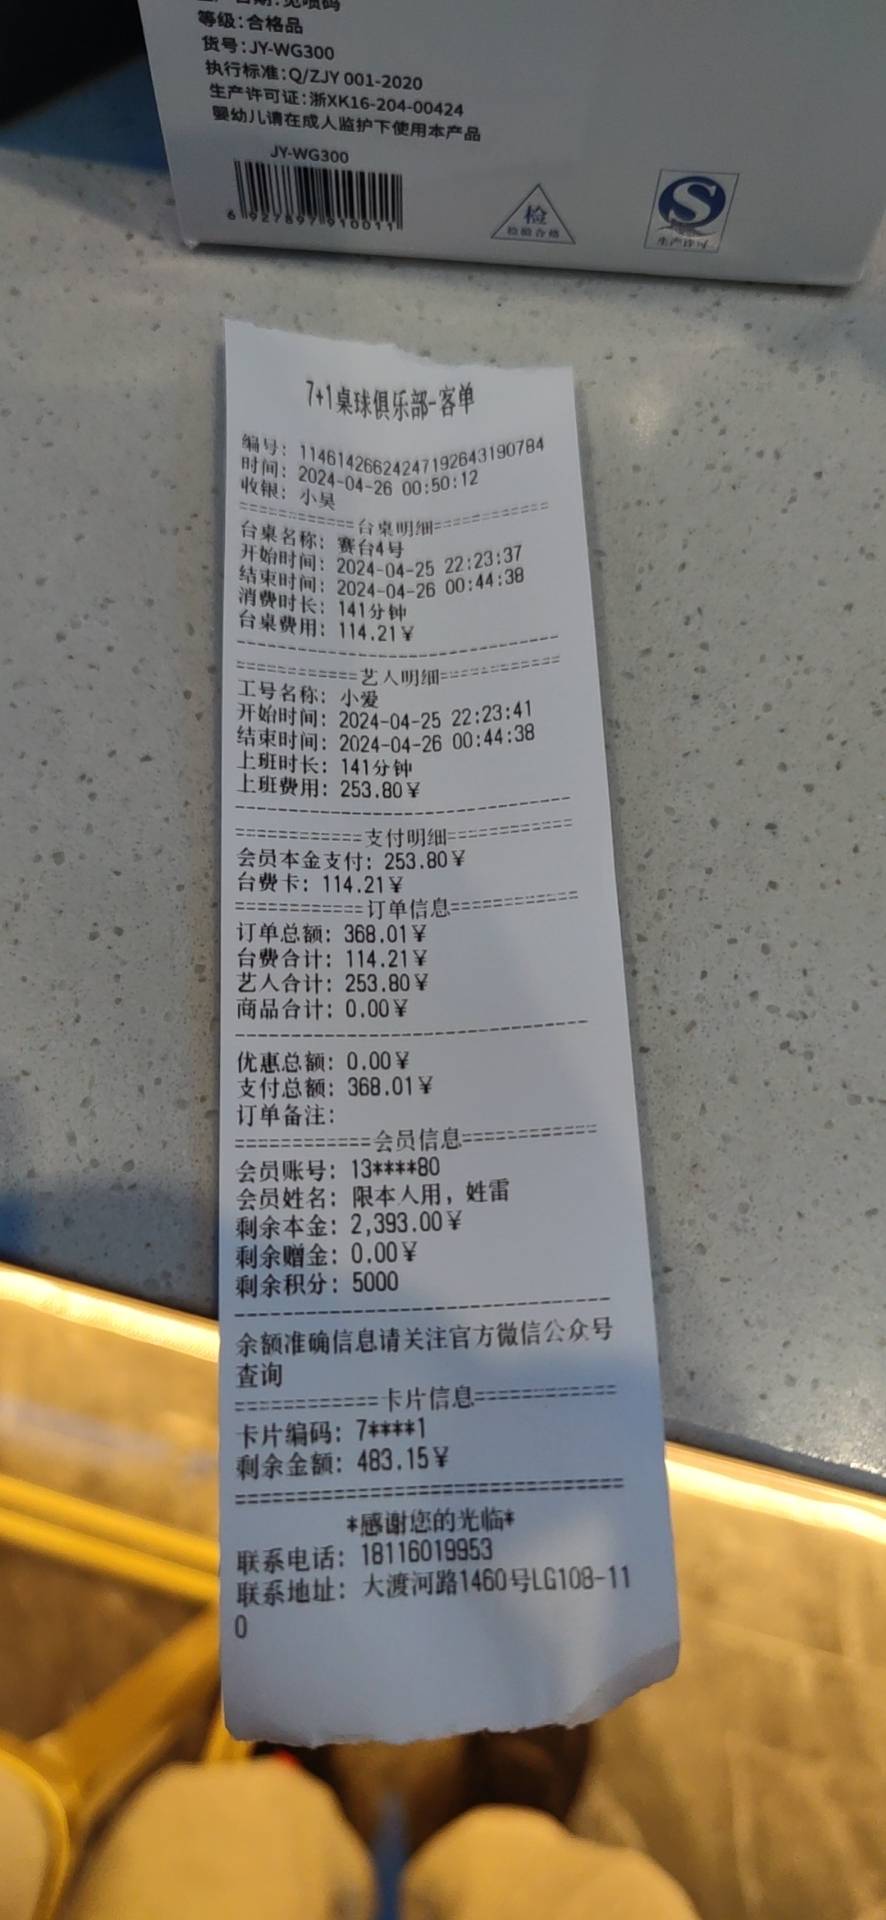 等级:合格品
货号:JY-WG300
执行标准:Q/ZJY 001-2020
生产许可证:浙XK16-204-00424
婴幼儿请在成人监护下使用本产品
JY-WG300
6 927897 910011
检
检验合格
S
生产许可
7+1桌球俱乐部-客单
编号: 11461426624247192643190784
时间: 2024-04-26 00:50:12
收银: 小昊
============台桌明细============
台桌名称: 赛台4号
开始时间: 2024-04-25 22:23:37
结束时间: 2024-04-26 00:44:38
消费时长: 141分钟
台桌费用: 114.21¥
--------------------------------
============艺人明细============
工号名称: 小爱
开始时间: 2024-04-25 22:23:41
结束时间: 2024-04-26 00:44:38
上班时长: 141分钟
上班费用: 253.80¥
--------------------------------
============支付明细============
会员本金支付: 253.80¥
台费卡: 114.21¥
============订单信息============
订单总额: 368.01¥
台费合计: 114.21¥
艺人合计: 253.80¥
商品合计: 0.00¥
--------------------------------
优惠总额: 0.00¥
支付总额: 368.01¥
订单备注:
============会员信息============
会员账号: 13****80
会员姓名: 限本人用, 姓雷
剩余本金: 2,393.00¥
剩余赠金: 0.00¥
剩余积分: 5000
--------------------------------
余额准确信息请关注官方微信公众号
查询
============卡片信息============
卡片编码: 7****1
剩余金额: 483.15¥
================================
*感谢您的光临*
联系电话: 18116019953
联系地址: 大渡河路1460号LG108-11
0